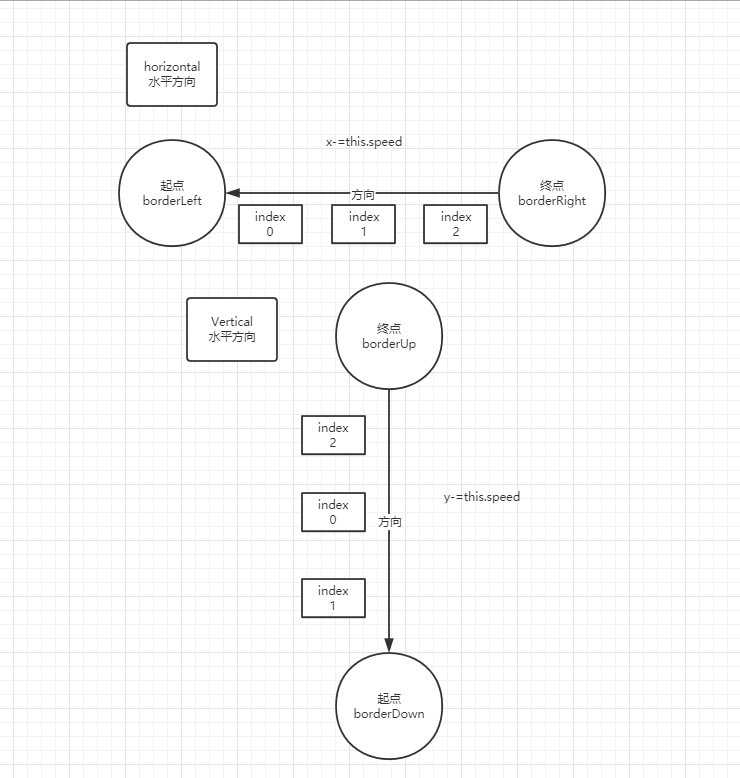 horizontal
水平方向
x-=this.speed
起点
borderLeft
方向
终点
borderRight
index
0
index
1
index
2
Vertical
水平方向
终点
borderUp
index
2
index
0
方向
y-=this.speed
index
1
起点
borderDown